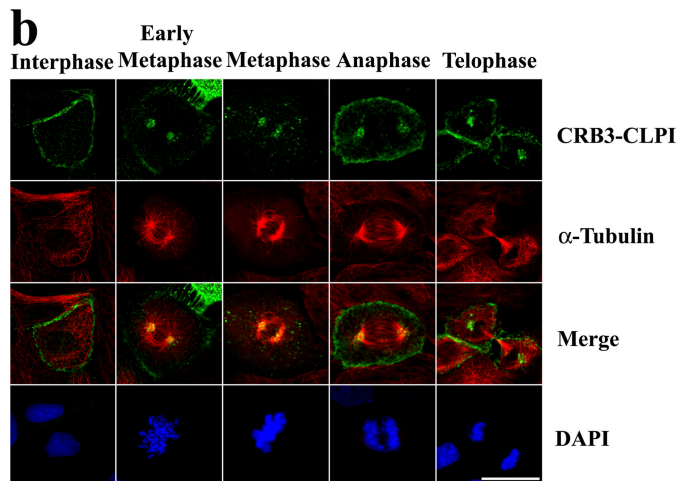 b
Early
Interphase Metaphase Metaphase Anaphase Telophase
CRB3-CLPI
α-Tubulin
Merge
DAPI